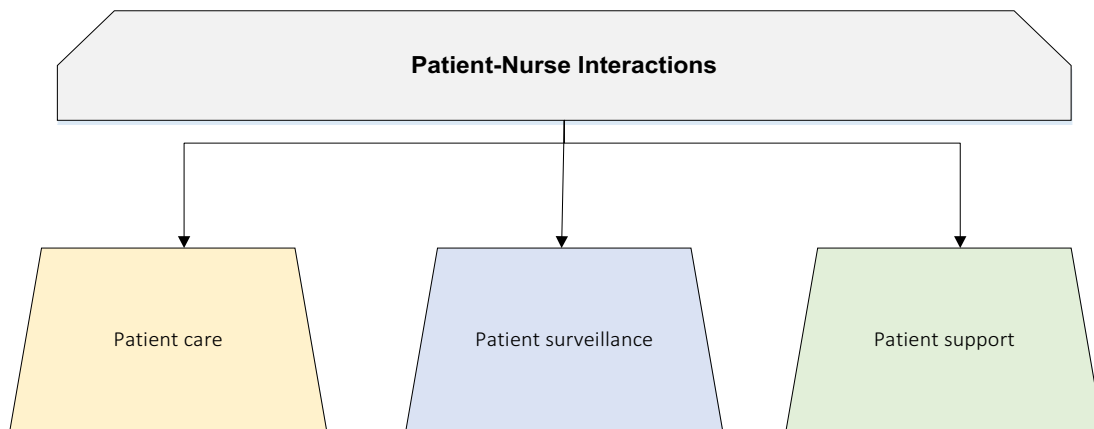 Patient-Nurse Interactions
Patient care
Patient surveillance
Patient support